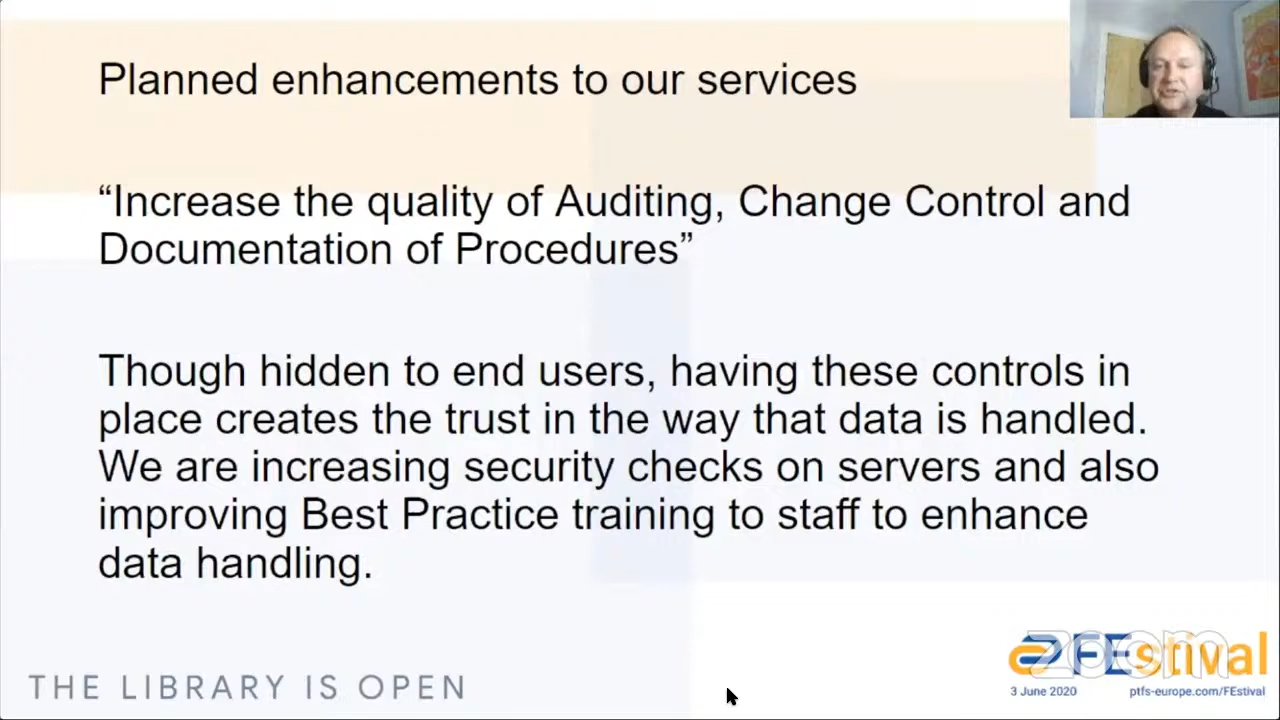 Planned enhancements to our services
“Increase the quality of Auditing, Change Control and
Documentation of Procedures”
Though hidden to end users, having these controls in
place creates the trust in the way that data is handled.
We are increasing security checks on servers and also
improving Best Practice training to staff to enhance
data handling.
FEstival
zoom
3 June 2020 ptfs-europe.com/FEstival
THE LIBRARY IS OPEN